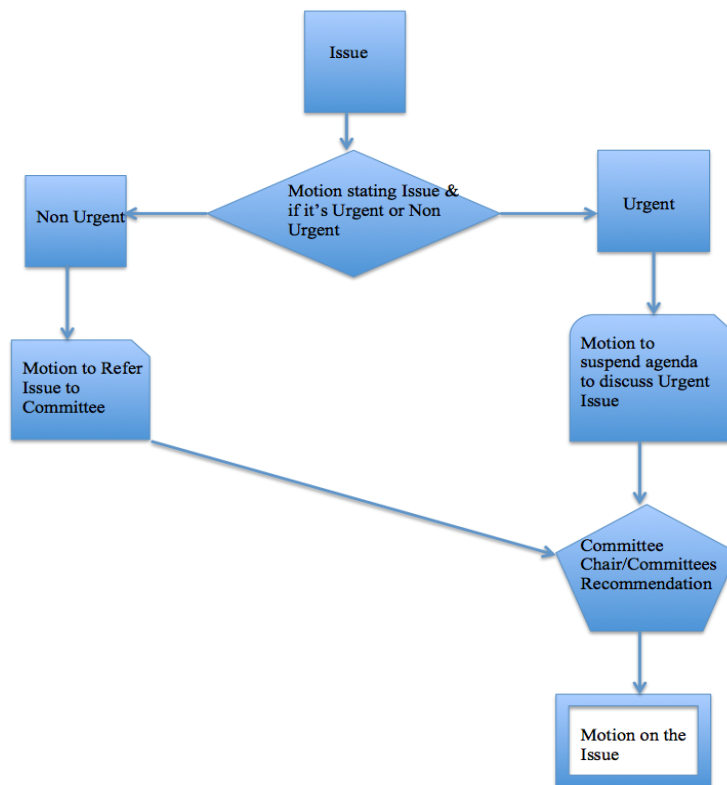 Issue
Motion stating Issue &
if it's Urgent or Non
Urgent
Non Urgent
Urgent
Motion to Refer
Issue to
Committee
Motion to
suspend agenda
to discuss Urgent
Issue
Committee
Chair/Committees
Recommendation
Motion on the
Issue